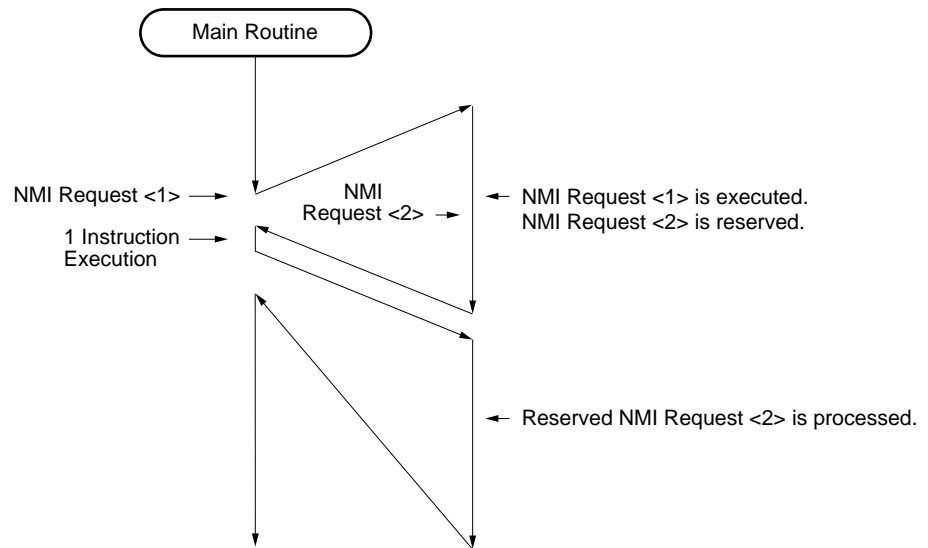 Main Routine
NMI Request <1>
NMI
Request <2>
NMI Request <1> is executed.
NMI Request <2> is reserved.
1 Instruction
Execution
Reserved NMI Request <2> is processed.